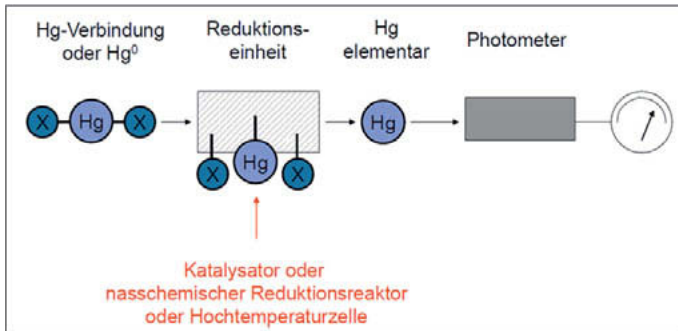 Hg-Verbindung
oder Hg⁰
Reduktions-
einheit
Hg
elementar
Photometer
X
Hg
X
X
Hg
X
Hg
Katalysator oder
nasschemischer Reduktionsreaktor
oder Hochtemperaturzelle